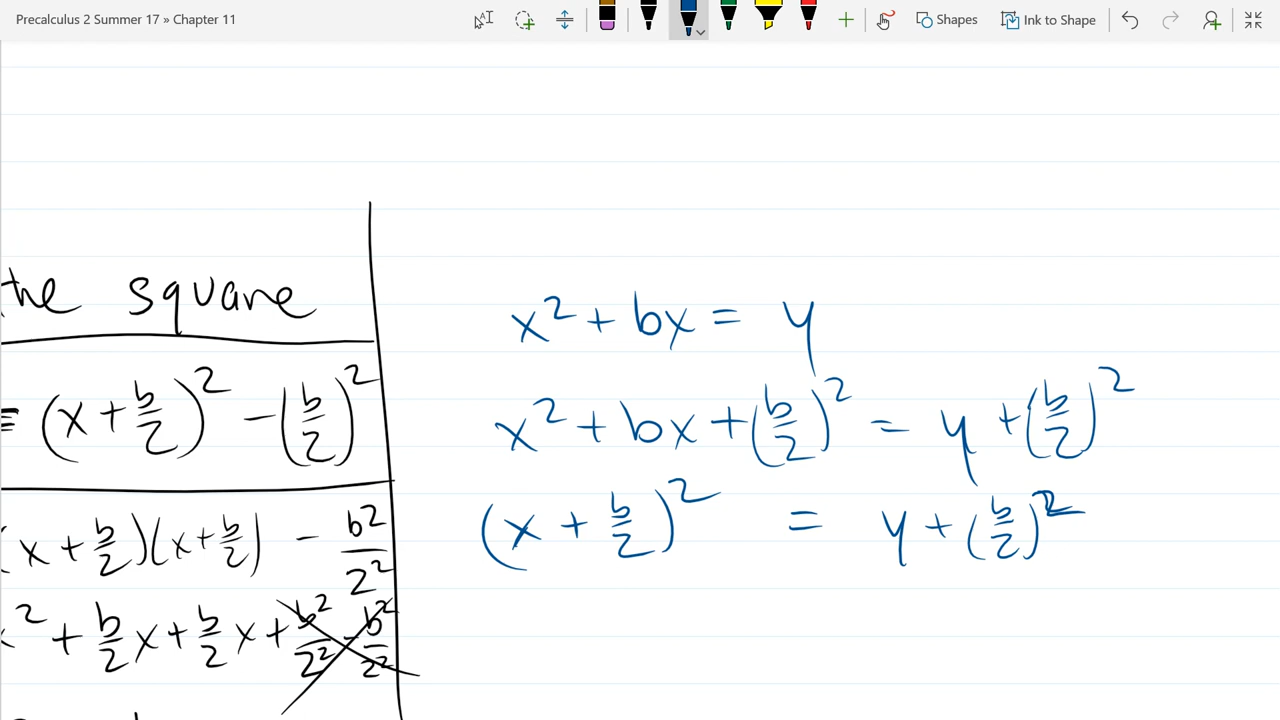 Precalculus 2 Summer 17 » Chapter 11
Shapes
Ink to Shape
the square
≡ (x + b/2)² − (b/2)²
(x + b/2)(x + b/2) − b²/2²
x² + b/2 x + b/2 x + b²/2² − b²/2²
x² + bx = y
x² + bx + (b/2)² = y + (b/2)²
(x + b/2)² = y + (b/2)²